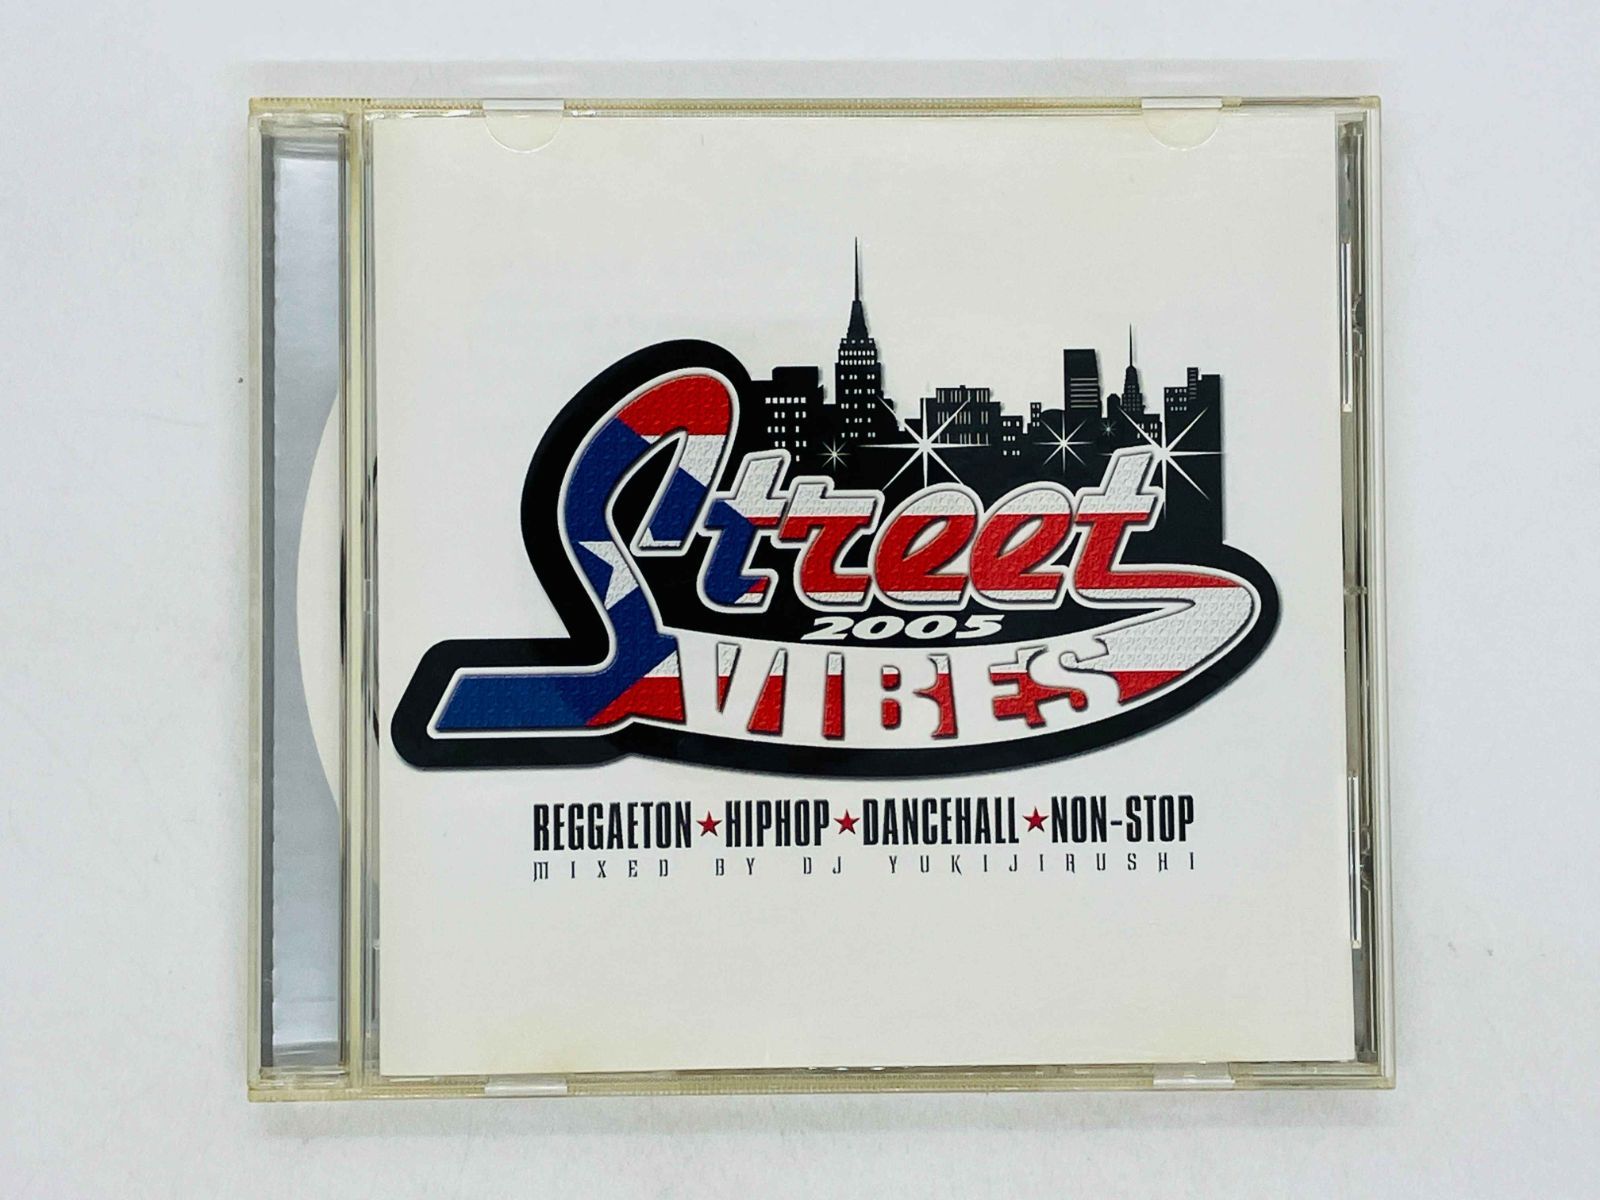 Street
2005
VIBES
REGGAETON★HIPHOP★DANCEHALL★NON-STOP
MIXED BY DJ YUKIJIRUSHI